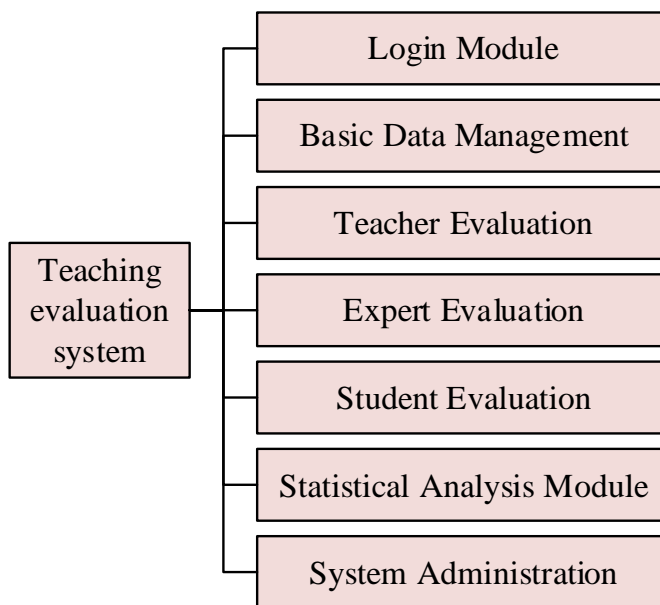 Login Module
Basic Data Management
Teacher Evaluation
Teaching
evaluation
system
Expert Evaluation
Student Evaluation
Statistical Analysis Module
System Administration